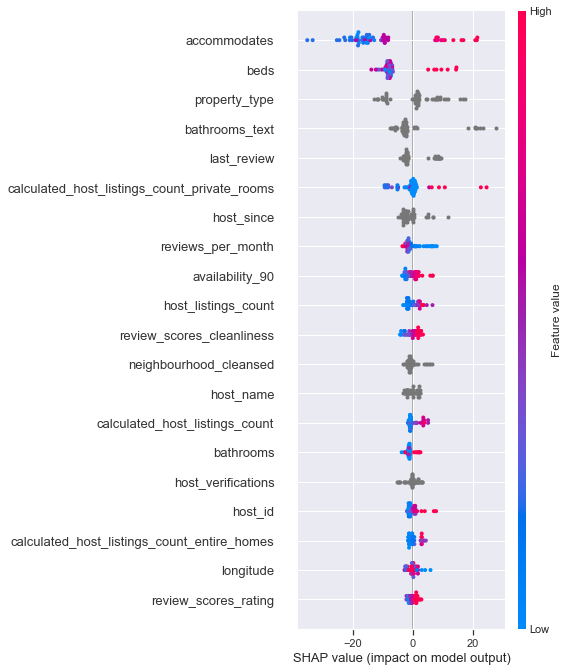 High
accommodates
beds
property_type
bathrooms_text
last_review
calculated_host_listings_count_private_rooms
host_since
reviews_per_month
availability_90
host_listings_count
review_scores_cleanliness
neighbourhood_cleansed
host_name
calculated_host_listings_count
bathrooms
host_verifications
host_id
calculated_host_listings_count_entire_homes
longitude
review_scores_rating
Feature value
Low
−20 0 20
SHAP value (impact on model output)